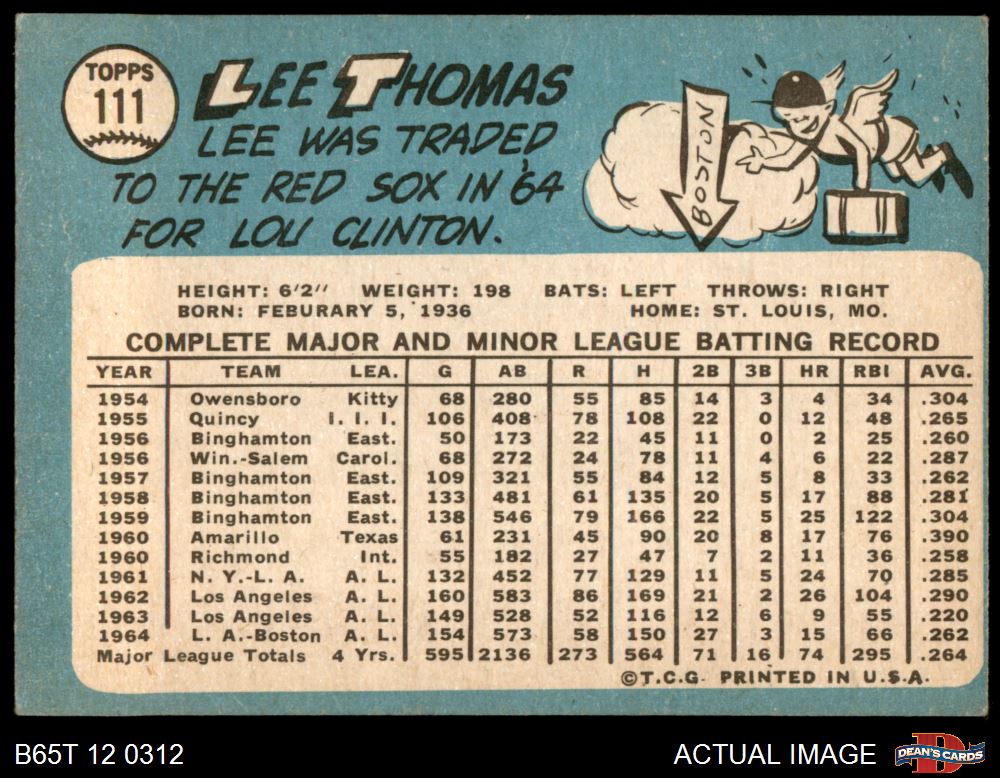 TOPPS
111
LEE THOMAS
LEE WAS TRADED
TO THE RED SOX IN '64
FOR LOU CLINTON.
BOSTON
HEIGHT: 6'2" WEIGHT: 198 BATS: LEFT THROWS: RIGHT
BORN: FEBURARY 5, 1936 HOME: ST. LOUIS, MO.
COMPLETE MAJOR AND MINOR LEAGUE BATTING RECORD
YEAR TEAM LEA. G AB R H 2B 3B HR RBI AVG.
1954 Owensboro Kitty 68 280 55 85 14 3 4 34 .304
1955 Quincy I. I. I. 106 408 78 108 22 0 12 48 .265
1956 Binghamton East. 50 173 22 45 11 0 2 25 .260
1956 Win.-Salem Carol. 68 272 24 78 11 4 6 22 .287
1957 Binghamton East. 109 321 55 84 12 5 8 33 .262
1958 Binghamton East. 133 481 61 135 20 5 17 88 .281
1959 Binghamton East. 138 546 79 166 22 5 25 122 .304
1960 Amarillo Texas 61 231 45 90 20 8 17 76 .390
1960 Richmond Int. 55 182 27 47 7 2 11 36 .258
1961 N. Y.-L. A. A. L. 132 452 77 129 11 5 24 70 .285
1962 Los Angeles A. L. 160 583 86 169 21 2 26 104 .290
1963 Los Angeles A. L. 149 528 52 116 12 6 9 55 .220
1964 L. A.-Boston A. L. 154 573 58 150 27 3 15 66 .262
Major League Totals 4 Yrs. 595 2136 273 564 71 16 74 295 .264
©T.C.G. PRINTED IN U.S.A.
B65T 12 0312
ACTUAL IMAGE
DEAN'S CARDS